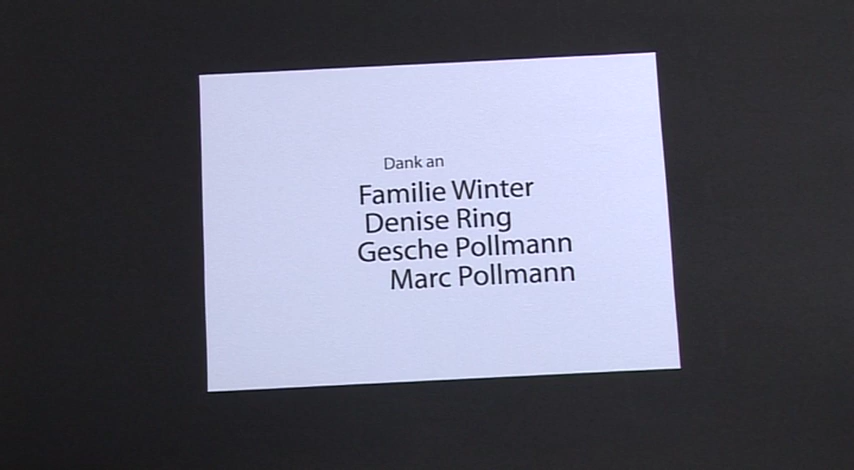 Dank an
Familie Winter
Denise Ring
Gesche Pollmann
Marc Pollmann